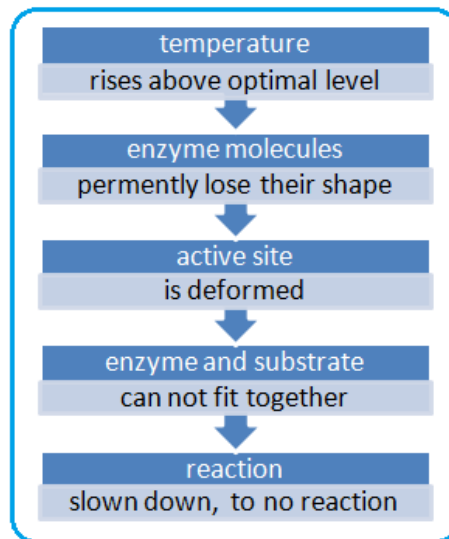 temperature
rises above optimal level
enzyme molecules
permently lose their shape
active site
is deformed
enzyme and substrate
can not fit together
reaction
slown down, to no reaction